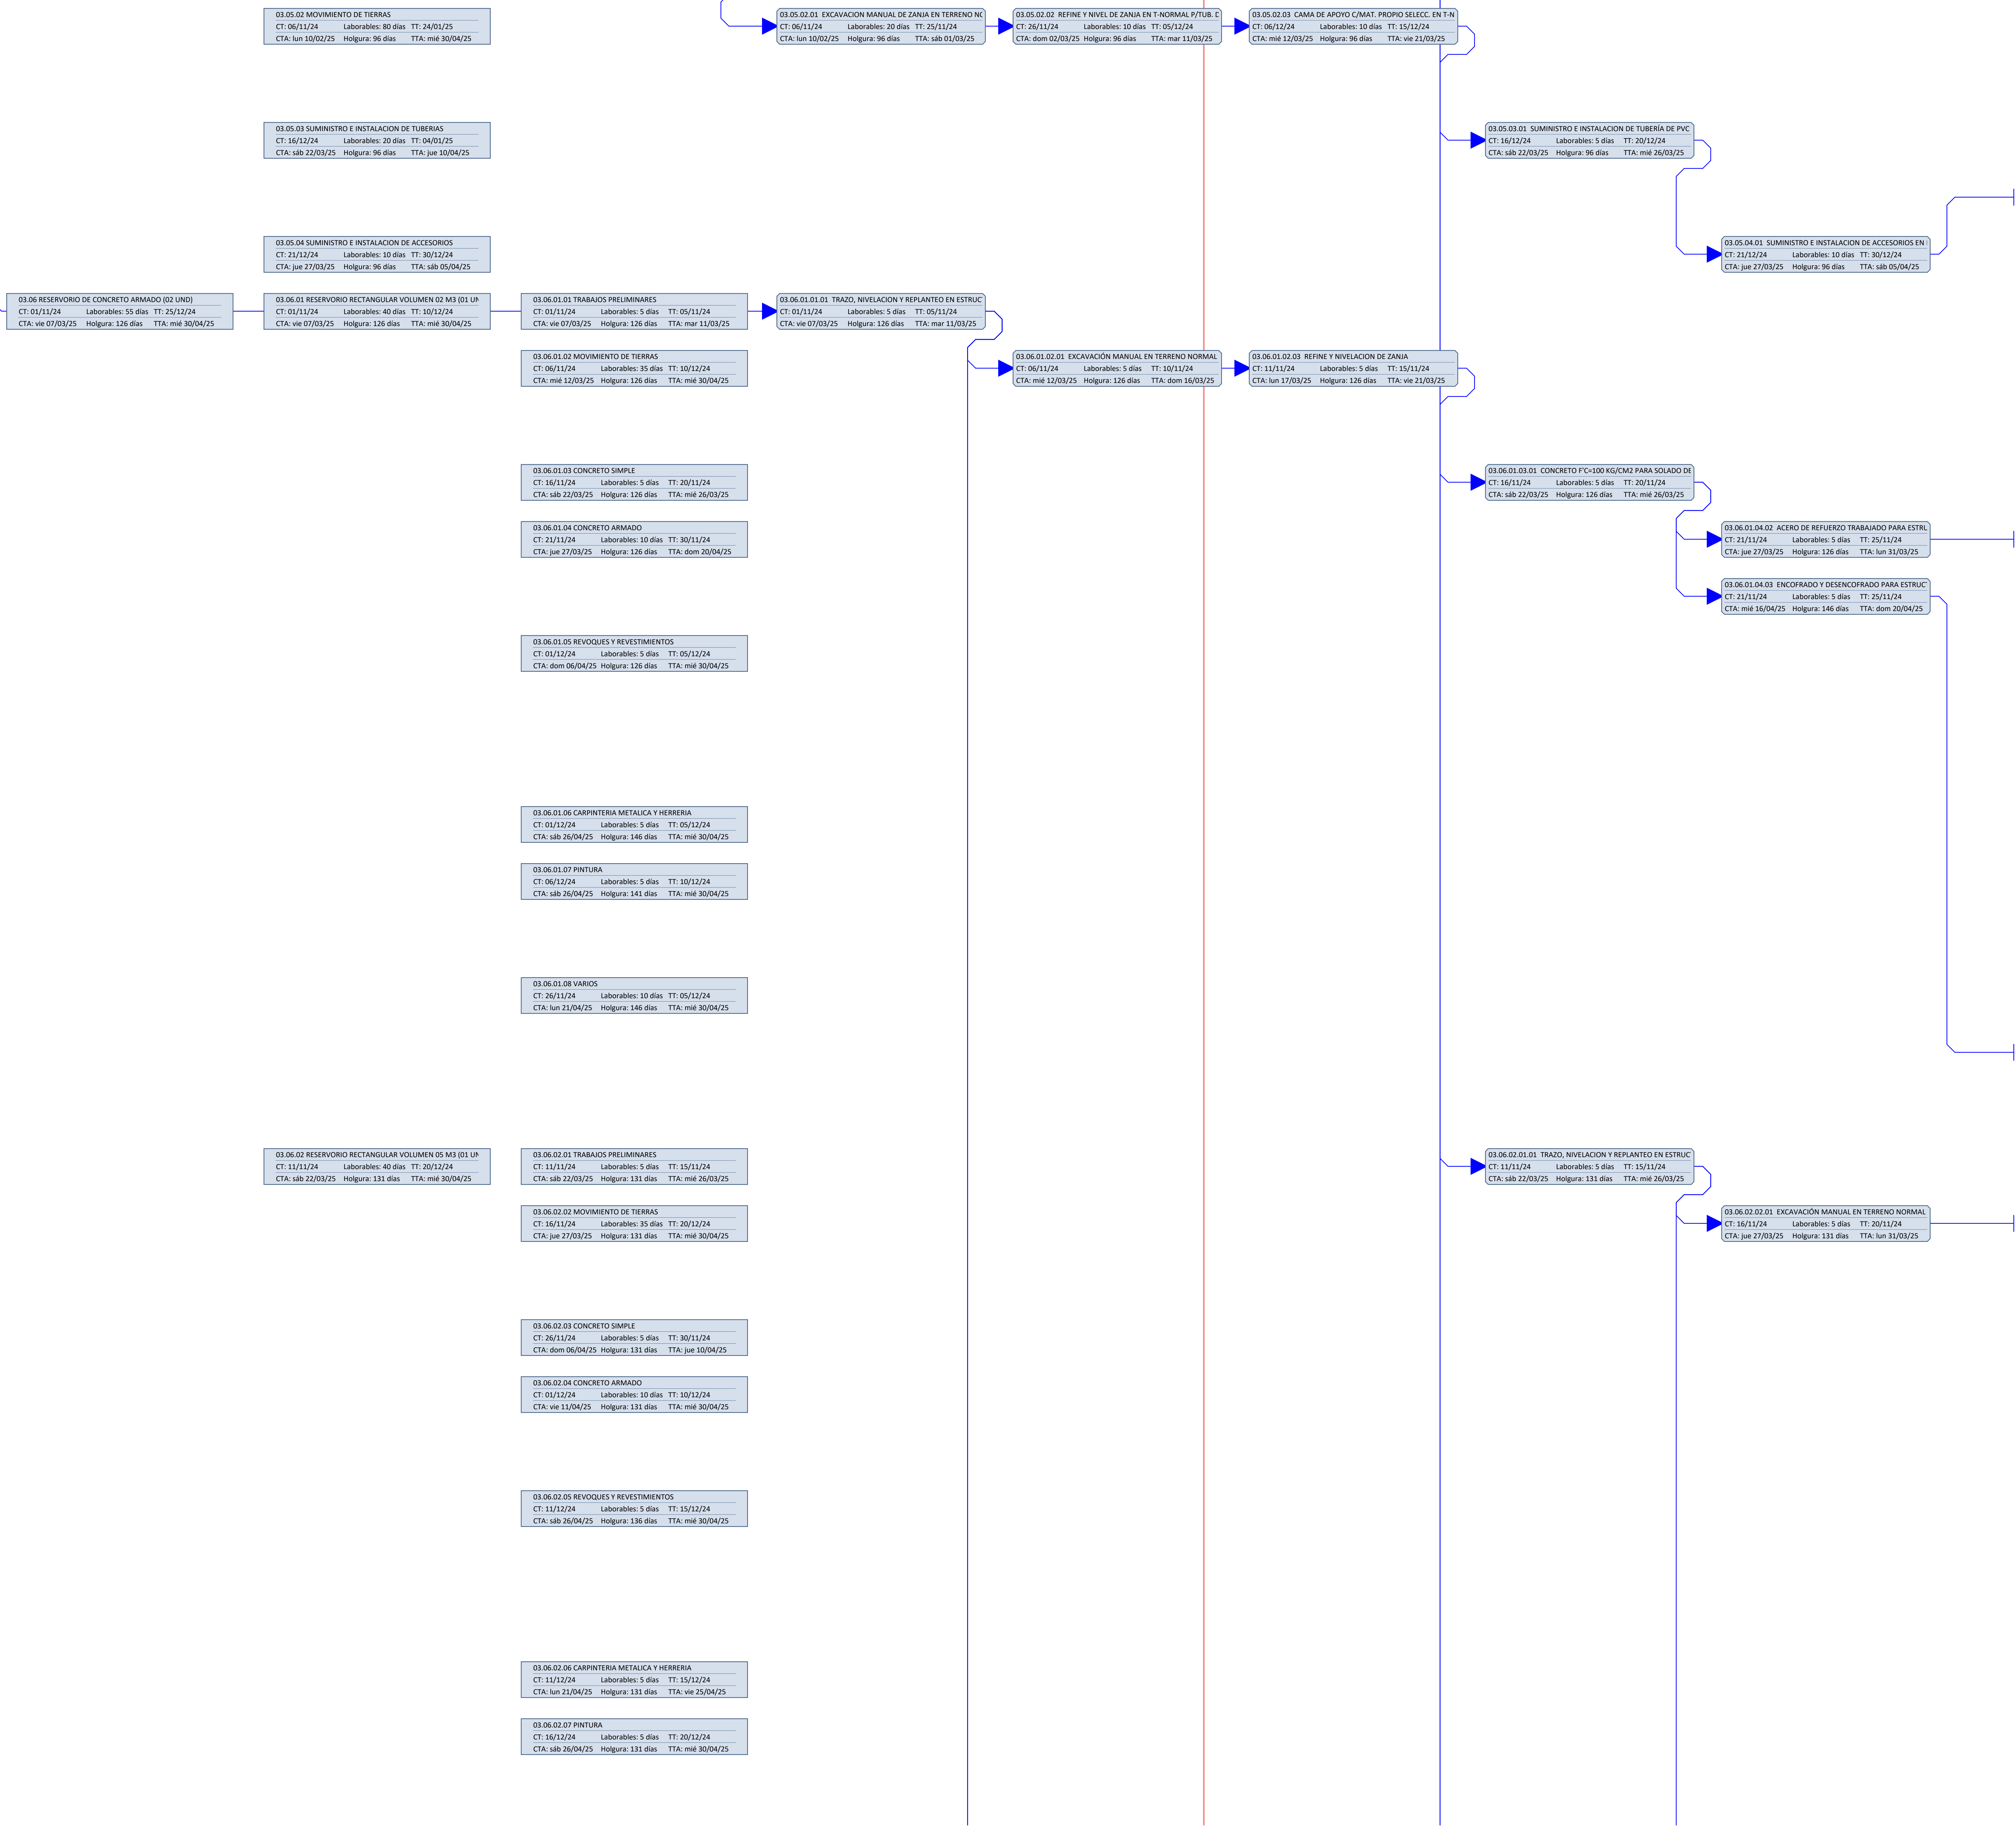 03.05.02 MOVIMIENTO DE TIERRAS
CT: 06/11/24 Laborables: 80 días TT: 24/01/25
CTA: lun 10/02/25 Holgura: 96 días TTA: mié 30/04/25
03.05.02.01 EXCAVACION MANUAL DE ZANJA EN TERRENO
CT: 06/11/24 Laborables: 20 días TT: 25/11/24
CTA: lun 10/02/25 Holgura: 96 días TTA: sáb 01/03/25
03.05.02.02 REFINE Y NIVEL DE ZANJA EN T-NORMAL P/TUB. D
CT: 26/11/24 Laborables: 10 días TT: 05/12/24
CTA: dom 02/03/25 Holgura: 96 días TTA: mar 11/03/25
03.05.02.03 CAMA DE APOYO C/MAT. PROPIO SELECC. EN T-N
CT: 06/12/24 Laborables: 10 días TT: 15/12/24
CTA: mié 12/03/25 Holgura: 96 días TTA: vie 21/03/25
03.05.03 SUMINISTRO E INSTALACION DE TUBERIAS
CT: 16/12/24 Laborables: 20 días TT: 04/01/25
CTA: sáb 22/03/25 Holgura: 96 días TTA: jue 10/04/25
03.05.03.01 SUMINISTRO E INSTALACION DE TUBERÍA DE PVC
CT: 16/12/24 Laborables: 5 días TT: 20/12/24
CTA: sáb 22/03/25 Holgura: 96 días TTA: mié 26/03/25
03.05.04 SUMINISTRO E INSTALACION DE ACCESORIOS
CT: 21/12/24 Laborables: 10 días TT: 30/12/24
CTA: jue 27/03/25 Holgura: 96 días TTA: sáb 05/04/25
03.05.04.01 SUMINISTRO E INSTALACION DE ACCESORIOS EN
CT: 21/12/24 Laborables: 10 días TT: 30/12/24
CTA: jue 27/03/25 Holgura: 96 días TTA: sáb 05/04/25
03.06 RESERVORIO DE CONCRETO ARMADO (02 UND)
CT: 01/11/24 Laborables: 55 días TT: 25/12/24
CTA: vie 07/03/25 Holgura: 126 días TTA: mié 30/04/25
03.06.01 RESERVORIO RECTANGULAR VOLUMEN 02 M3 (01 UN
CT: 01/11/24 Laborables: 40 días TT: 10/12/24
CTA: vie 07/03/25 Holgura: 126 días TTA: mié 30/04/25
03.06.01.01 TRABAJOS PRELIMINARES
CT: 01/11/24 Laborables: 5 días TT: 05/11/24
CTA: vie 07/03/25 Holgura: 126 días TTA: mar 11/03/25
03.06.01.01.01 TRAZO, NIVELACION Y REPLANTEO EN ESTRUC
CT: 01/11/24 Laborables: 5 días TT: 05/11/24
CTA: vie 07/03/25 Holgura: 126 días TTA: mar 11/03/25
03.06.01.02 MOVIMIENTO DE TIERRAS
CT: 06/11/24 Laborables: 35 días TT: 10/12/24
CTA: mié 12/03/25 Holgura: 126 días TTA: mié 30/04/25
03.06.01.02.01 EXCAVACIÓN MANUAL EN TERRENO NORMAL
CT: 06/11/24 Laborables: 5 días TT: 10/11/24
CTA: mié 12/03/25 Holgura: 126 días TTA: dom 16/03/25
03.06.01.02.03 REFINE Y NIVELACION DE ZANJA
CT: 11/11/24 Laborables: 5 días TT: 15/11/24
CTA: lun 17/03/25 Holgura: 126 días TTA: vie 21/03/25
03.06.01.03 CONCRETO SIMPLE
CT: 16/11/24 Laborables: 5 días TT: 20/11/24
CTA: sáb 22/03/25 Holgura: 126 días TTA: mié 26/03/25
03.06.01.03.01 CONCRETO F'C=100 KG/CM2 PARA SOLADO DE
CT: 16/11/24 Laborables: 5 días TT: 20/11/24
CTA: sáb 22/03/25 Holgura: 126 días TTA: mié 26/03/25
03.06.01.04 CONCRETO ARMADO
CT: 21/11/24 Laborables: 10 días TT: 30/11/24
CTA: jue 27/03/25 Holgura: 126 días TTA: dom 20/04/25
03.06.01.04.02 ACERO DE REFUERZO TRABAJADO PARA ESTRU
CT: 21/11/24 Laborables: 5 días TT: 25/11/24
CTA: jue 27/03/25 Holgura: 126 días TTA: lun 31/03/25
03.06.01.04.03 ENCOFRADO Y DESENCOFRADO PARA ESTRUC
CT: 21/11/24 Laborables: 5 días TT: 25/11/24
CTA: mié 16/04/25 Holgura: 146 días TTA: dom 20/04/25
03.06.01.05 REVOQUES Y REVESTIMIENTOS
CT: 01/12/24 Laborables: 5 días TT: 05/12/24
CTA: dom 06/04/25 Holgura: 126 días TTA: mié 30/04/25
03.06.01.06 CARPINTERIA METALICA Y HERRERIA
CT: 01/12/24 Laborables: 5 días TT: 05/12/24
CTA: sáb 26/04/25 Holgura: 146 días TTA: mié 30/04/25
03.06.01.07 PINTURA
CT: 06/12/24 Laborables: 5 días TT: 10/12/24
CTA: sáb 26/04/25 Holgura: 141 días TTA: mié 30/04/25
03.06.01.08 VARIOS
CT: 26/11/24 Laborables: 10 días TT: 05/12/24
CTA: lun 21/04/25 Holgura: 146 días TTA: mié 30/04/25
03.06.02 RESERVORIO RECTANGULAR VOLUMEN 05 M3 (01 UN
CT: 11/11/24 Laborables: 40 días TT: 20/12/24
CTA: sáb 22/03/25 Holgura: 131 días TTA: mié 30/04/25
03.06.02.01 TRABAJOS PRELIMINARES
CT: 11/11/24 Laborables: 5 días TT: 15/11/24
CTA: sáb 22/03/25 Holgura: 131 días TTA: mié 26/03/25
03.06.02.01.01 TRAZO, NIVELACION Y REPLANTEO EN ESTRUC
CT: 11/11/24 Laborables: 5 días TT: 15/11/24
CTA: sáb 22/03/25 Holgura: 131 días TTA: mié 26/03/25
03.06.02.02 MOVIMIENTO DE TIERRAS
CT: 16/11/24 Laborables: 35 días TT: 20/12/24
CTA: jue 27/03/25 Holgura: 131 días TTA: mié 30/04/25
03.06.02.02.01 EXCAVACIÓN MANUAL EN TERRENO NORMAL
CT: 16/11/24 Laborables: 5 días TT: 20/11/24
CTA: jue 27/03/25 Holgura: 131 días TTA: lun 31/03/25
03.06.02.03 CONCRETO SIMPLE
CT: 26/11/24 Laborables: 5 días TT: 30/11/24
CTA: dom 06/04/25 Holgura: 131 días TTA: jue 10/04/25
03.06.02.04 CONCRETO ARMADO
CT: 01/12/24 Laborables: 10 días TT: 10/12/24
CTA: vie 11/04/25 Holgura: 131 días TTA: mié 30/04/25
03.06.02.05 REVOQUES Y REVESTIMIENTOS
CT: 11/12/24 Laborables: 5 días TT: 15/12/24
CTA: sáb 26/04/25 Holgura: 136 días TTA: mié 30/04/25
03.06.02.06 CARPINTERIA METALICA Y HERRERIA
CT: 11/12/24 Laborables: 5 días TT: 15/12/24
CTA: lun 21/04/25 Holgura: 131 días TTA: vie 25/04/25
03.06.02.07 PINTURA
CT: 16/12/24 Laborables: 5 días TT: 20/12/24
CTA: sáb 26/04/25 Holgura: 131 días TTA: mié 30/04/25